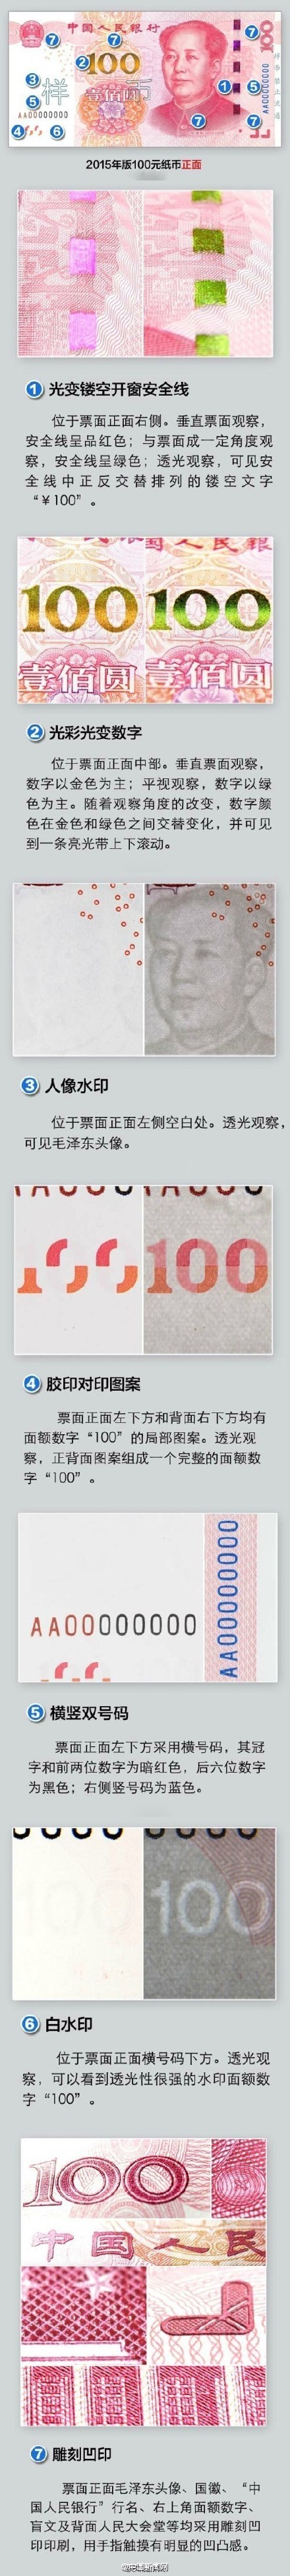 中国人民银行
100
100
样币
壹佰圆
AA00000000
AA00000000
2015年版100元纸币正面
1 光变镂空开窗安全线
位于票面正面右侧。垂直票面观察，
安全线呈品红色；与票面成一定角度观
察，安全线呈绿色；透光观察，可见安
全线中正反交替排列的镂空文字
“￥100”。
100
100
壹佰圆
壹佰圆
2 光彩光变数字
位于票面正面中部。垂直票面观察，
数字以金色为主；平视观察，数字以绿
色为主。随着观察角度的改变，数字颜
色在金色和绿色之间交替变化，并可见
到一条亮光带上下滚动。
3 人像水印
位于票面正面左侧空白处。透光观察，
可见毛泽东头像。
100
4 胶印对印图案
票面正面左下方和背面右下方均有
面额数字“100”的局部图案。透光观
察，正背面图案组成一个完整的面额数
字“100”。
AA00000000
AA00000000
5 横竖双号码
票面正面左下方采用横号码，其冠
字和前两位数字为暗红色，后六位数字
为黑色；右侧竖号码为蓝色。
100
6 白水印
位于票面正面横号码下方。透光观
察，可以看到透光性很强的水印面额数
字“100”。
100
中国人民
7 雕刻凹印
票面正面毛泽东头像、国徽、“中
国人民银行”行名、右上角面额数字、
盲文及背面人民大会堂等均采用雕刻凹
印印刷，用手指触摸有明显的凹凸感。